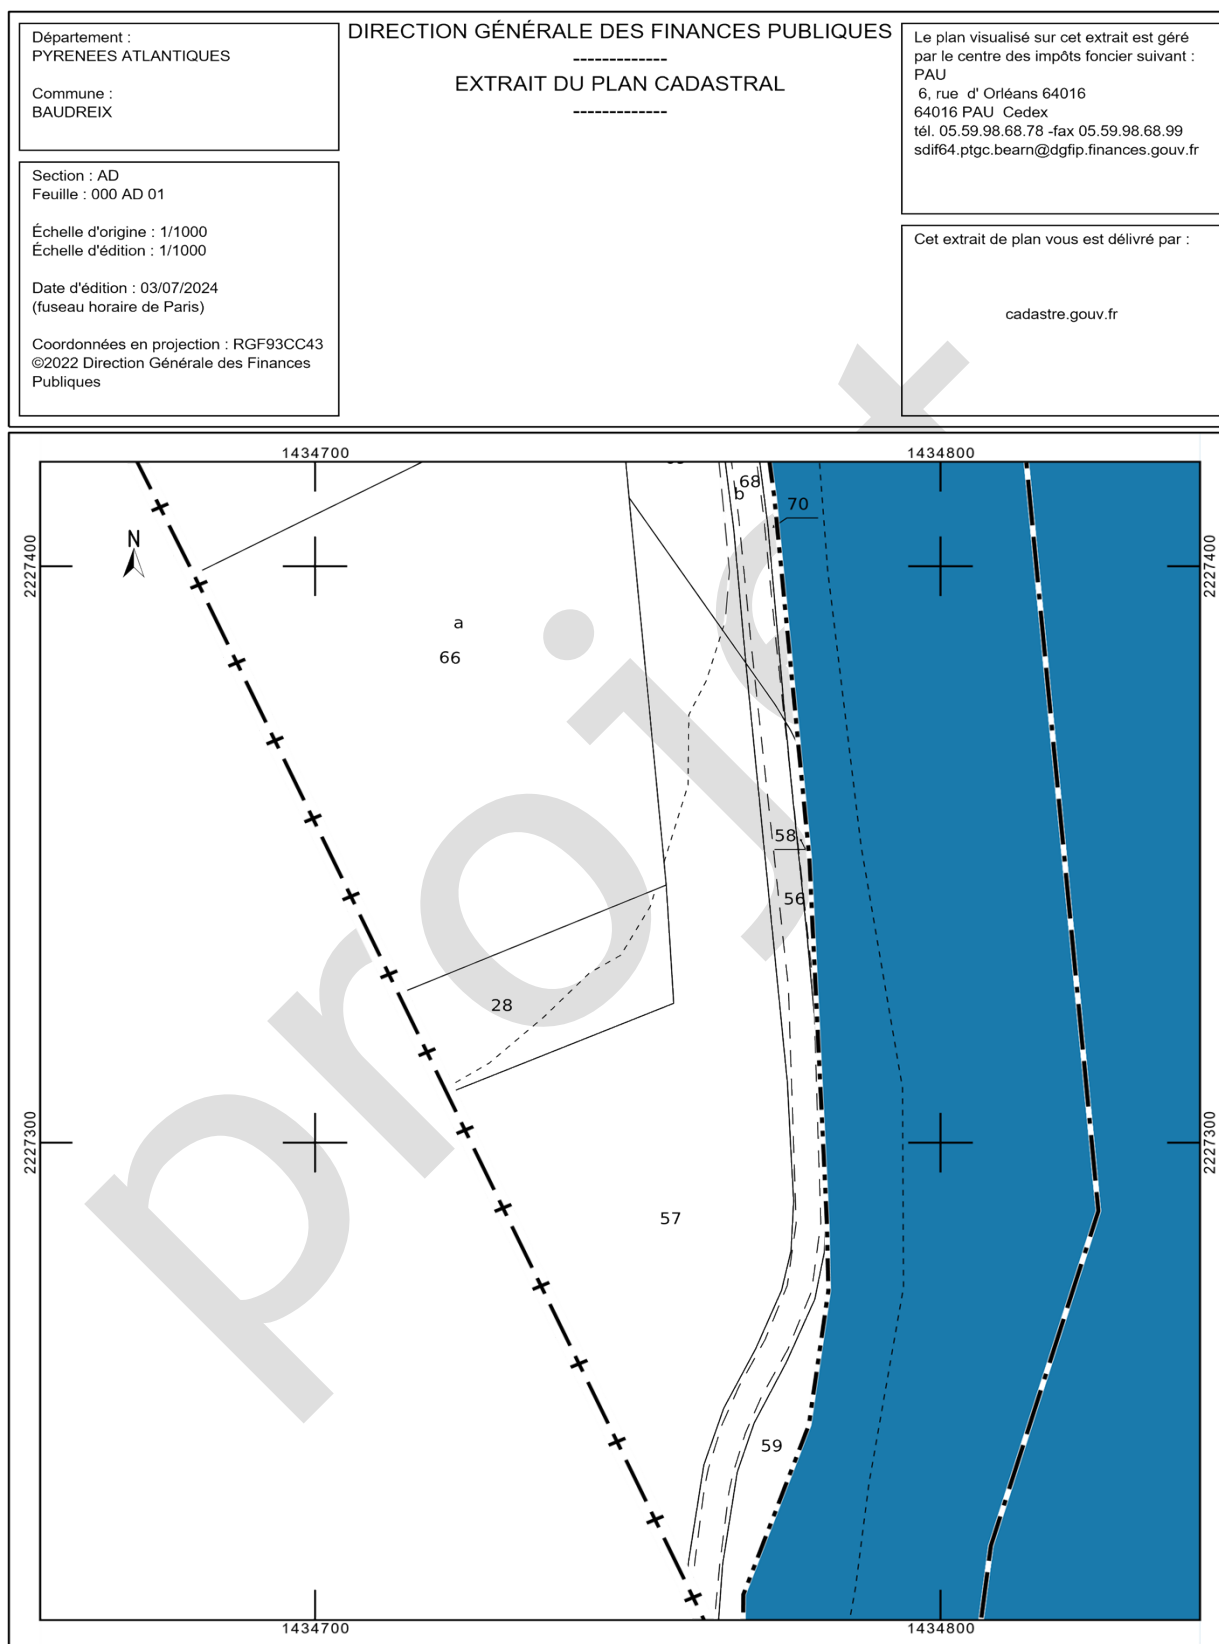 Département :
PYRENEES ATLANTIQUES
Commune :
BAUDREIX
Section : AD
Feuille : 000 AD 01
Échelle d'origine : 1/1000
Échelle d'édition : 1/1000
Date d'édition : 03/07/2024
(fuseau horaire de Paris)
Coordonnées en projection : RGF93CC43
©2022 Direction Générale des Finances
Publiques
DIRECTION GÉNÉRALE DES FINANCES PUBLIQUES
-------------
EXTRAIT DU PLAN CADASTRAL
-------------
Le plan visualisé sur cet extrait est géré
par le centre des impôts foncier suivant :
PAU
6, rue d' Orléans 64016
64016 PAU Cedex
tél. 05.59.98.68.78 -fax 05.59.98.68.99
sdif64.ptgc.bearn@dgfip.finances.gouv.fr
Cet extrait de plan vous est délivré par :
cadastre.gouv.fr
1434700
1434800
68
b
70
N
2227400
2227400
a
66
58
56
28
2227300
2227300
57
59
1434700
1434800
projet